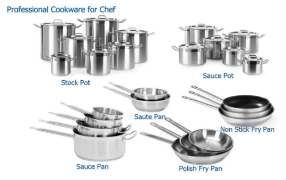 Professional Cookware for Chef
Stock Pot
Sauce Pot
Saute Pan
Non Stick Fry Pan
Sauce Pan
Polish Fry Pan